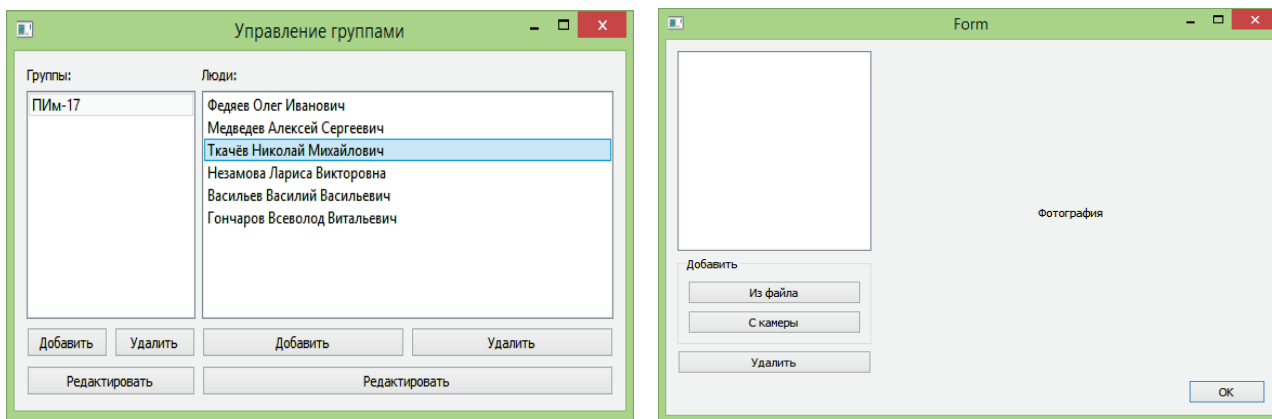 Управление группами
Группы:
Люди:
ПИм-17
Федяев Олег Иванович
Медведев Алексей Сергеевич
Ткачёв Николай Михайлович
Незамова Лариса Викторовна
Васильев Василий Васильевич
Гончаров Всеволод Витальевич
Добавить
Удалить
Добавить
Удалить
Редактировать
Редактировать
Form
Фотография
Добавить
Из файла
С камеры
Удалить
OK